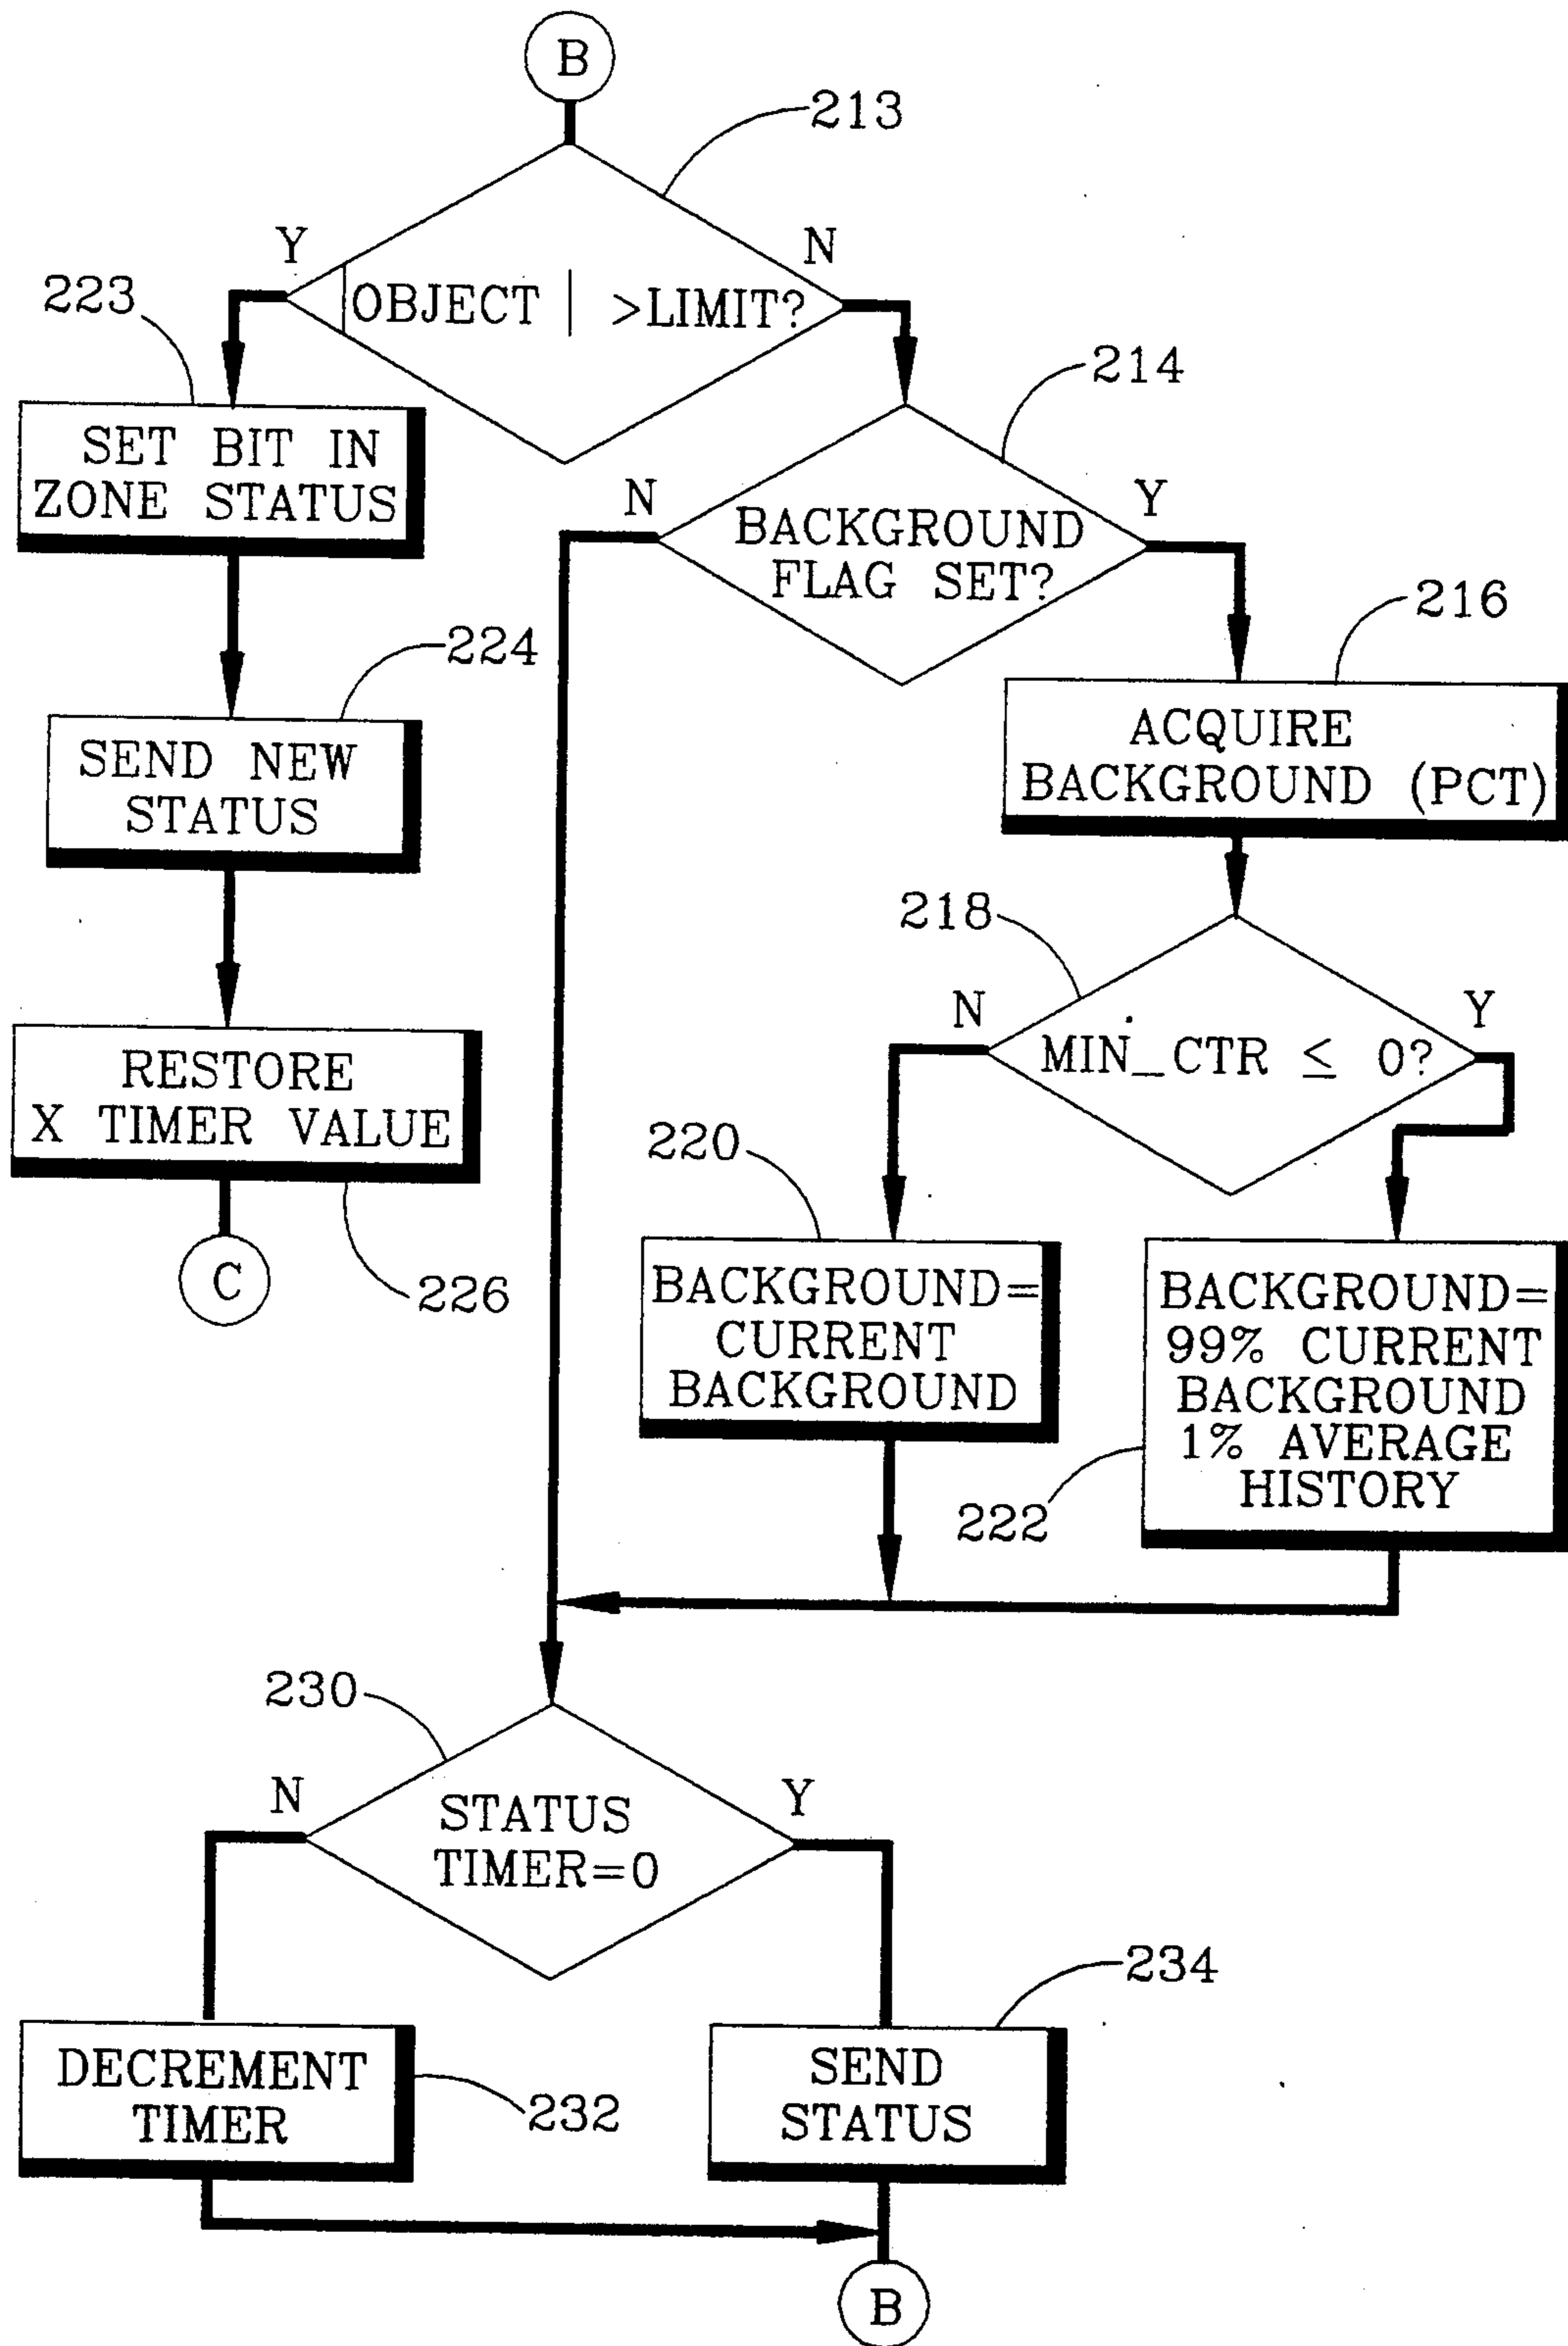 B
213
Y
N
223
|OBJECT | >LIMIT?
214
SET BIT IN
ZONE STATUS
N
Y
BACKGROUND
FLAG SET?
216
224
SEND NEW
STATUS
ACQUIRE
BACKGROUND (PCT)
218
N
Y
RESTORE
X TIMER VALUE
MIN_CTR ≤ 0?
220
C
226
BACKGROUND=
CURRENT
BACKGROUND
BACKGROUND=
99% CURRENT
BACKGROUND
1% AVERAGE
HISTORY
222
230
N
Y
STATUS
TIMER=0
234
DECREMENT
TIMER
232
SEND
STATUS
B